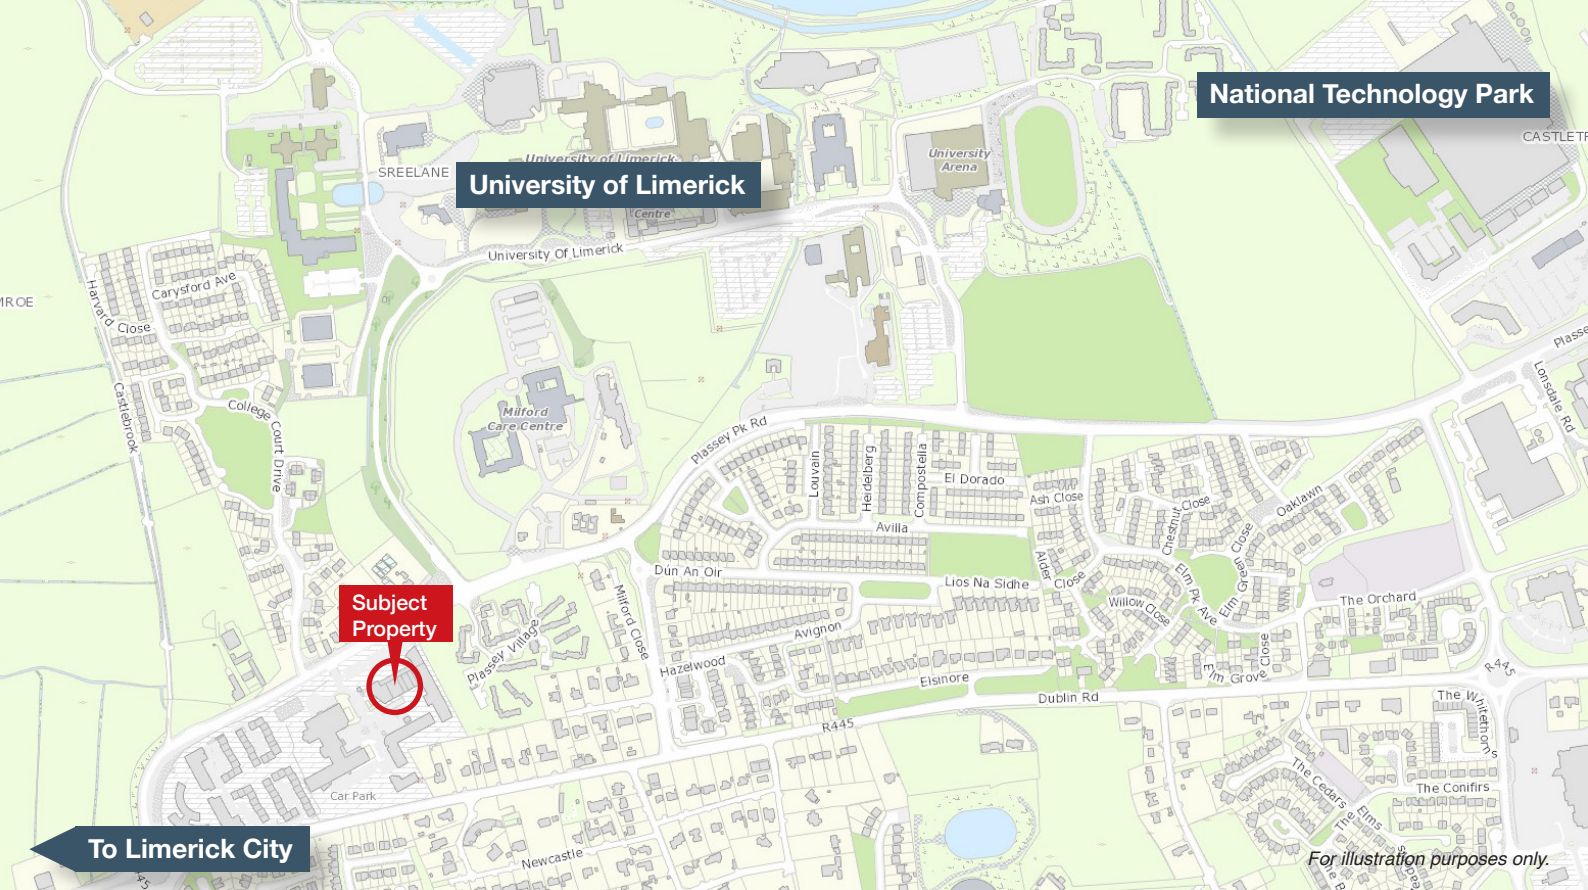 National Technology Park
CASTLETR
University of Limerick
University
Arena
SREELANE
University of Limerick
Centre
University Of Limerick
Carysford Ave
MROE
Harvard Close
Plasse
Lonsdale Rd
Castlebrook
College Court Drive
Milford
Care Centre
Plassey Pk Rd
Louvain
Heidelberg
Compostella
El Dorado
Ash Close
Chestnut Close
Oaklawn
Avilla
Dún An Oir
Alder Close
Lios Na Sidhe
Elm Pk Ave
Elm Green Close
Willow Close
The Orchard
Subject
Property
Milford Close
Plassey Village
Avignon
Hazelwood
Elsinore
Elm Grove Close
R445
Dublin Rd
R445
The Whitethorns
Car Park
The Cedars
The Elms
The Conifirs
To Limerick City
Newcastle
For illustration purposes only.
The B